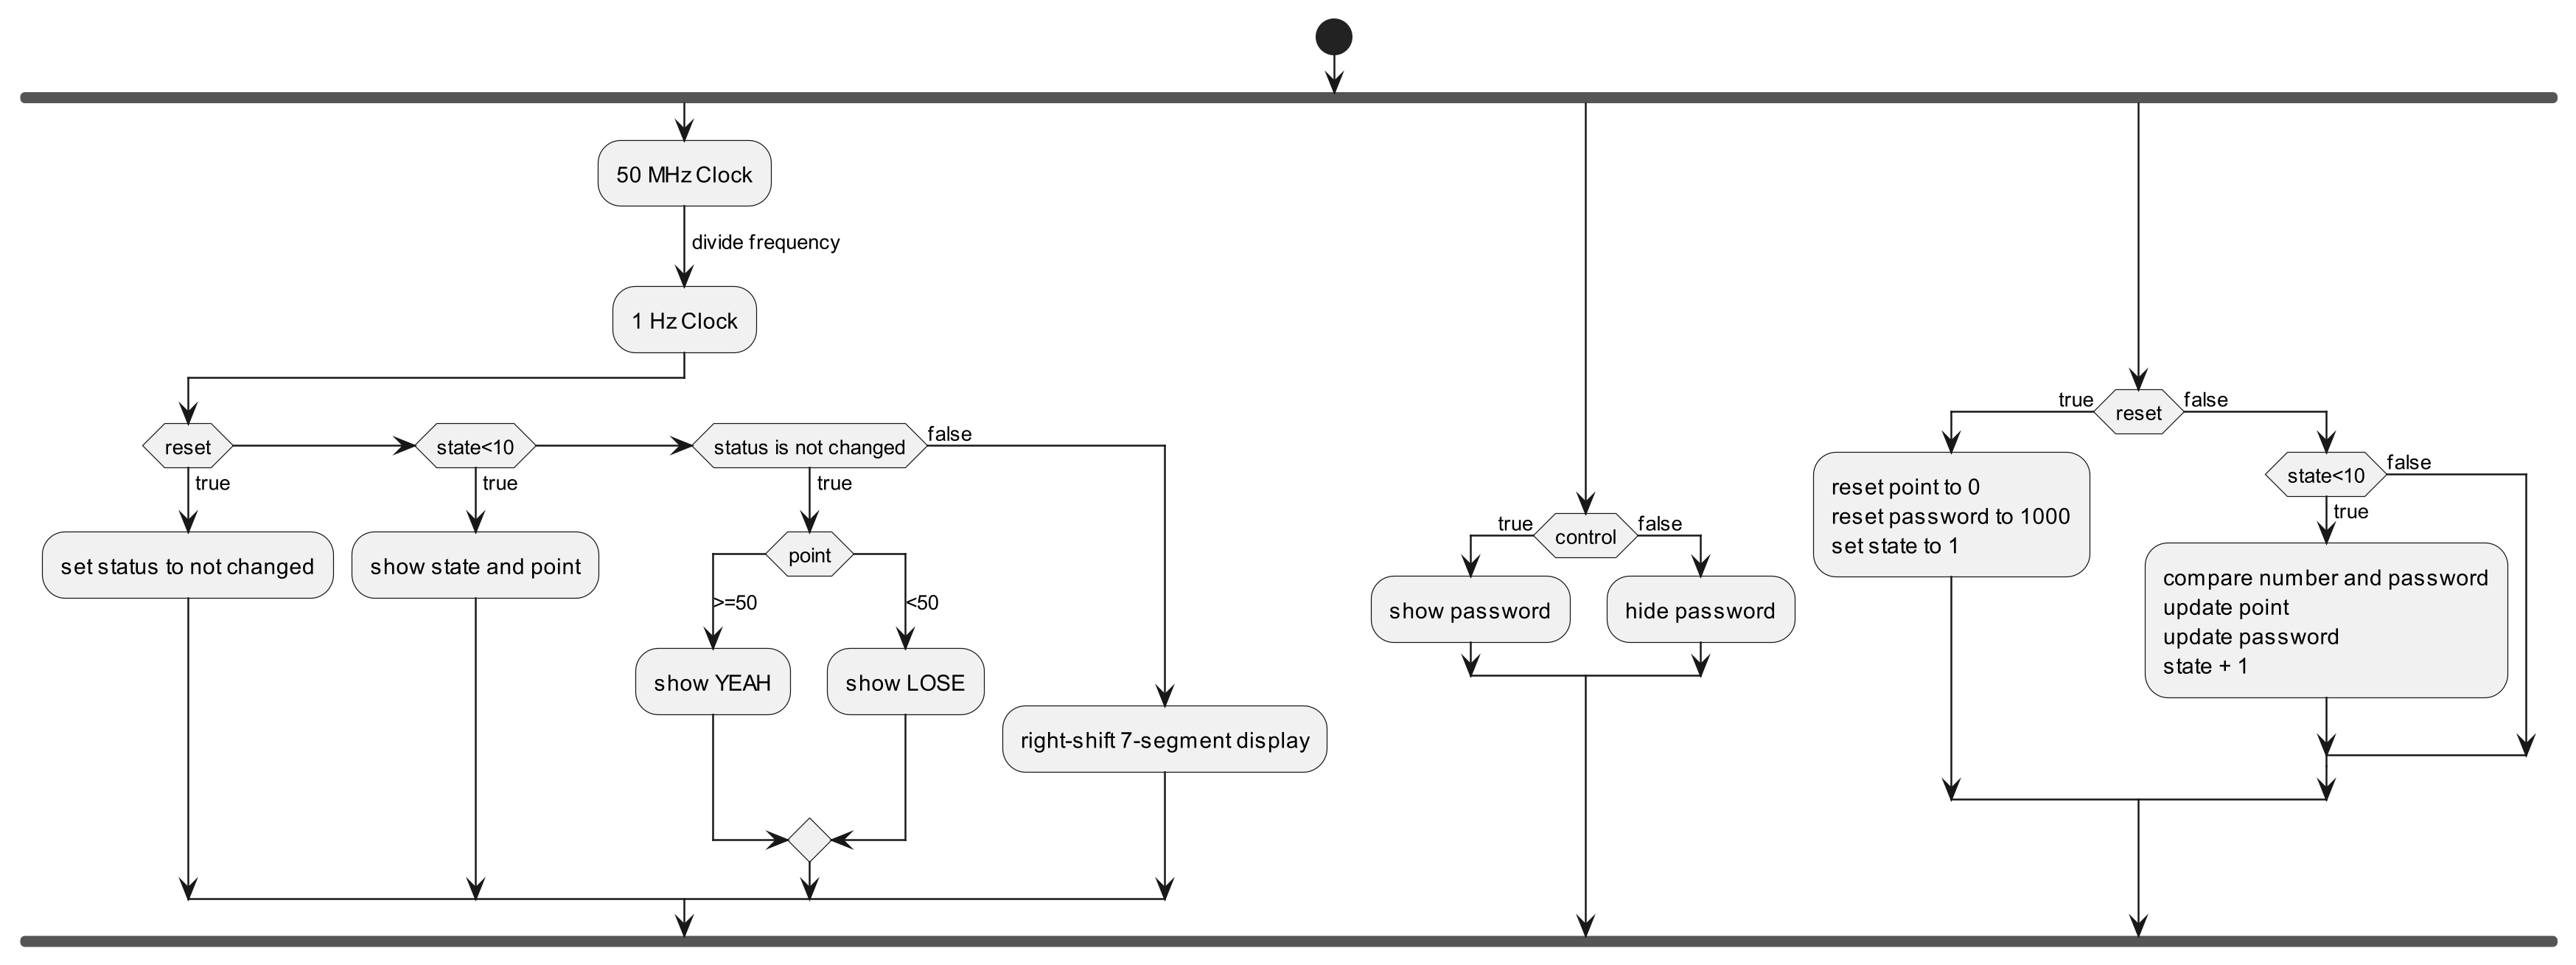 50 MHz Clock
divide frequency
1 Hz Clock
reset
true
set status to not changed
state<10
true
show state and point
status is not changed
true
false
point
>=50
<50
show YEAH
show LOSE
right-shift 7-segment display
control
true
false
show password
hide password
reset
true
false
reset point to 0
reset password to 1000
set state to 1
state<10
true
false
compare number and password
update point
update password
state + 1